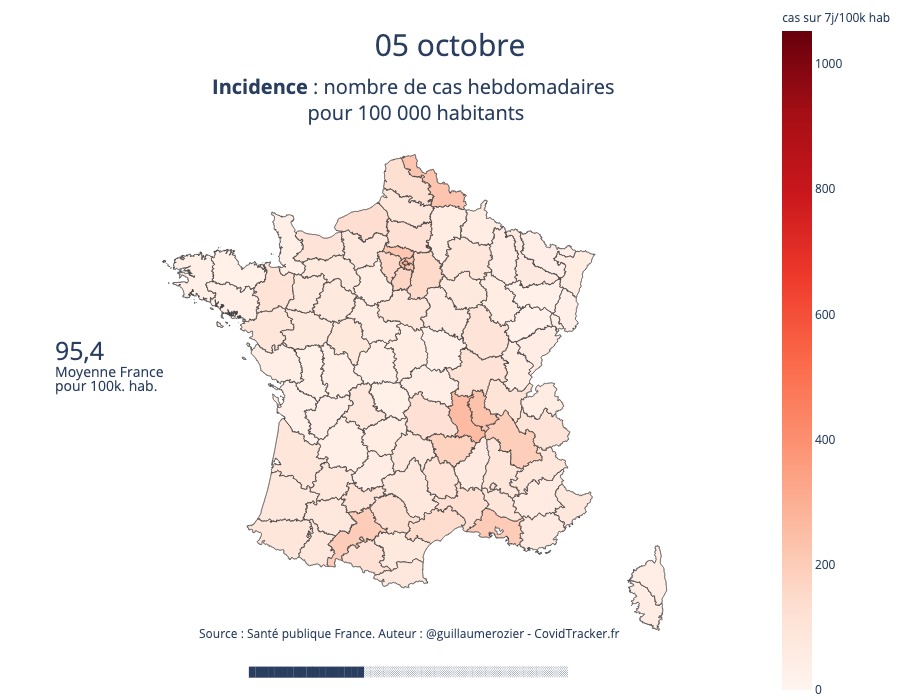 cas sur 7j/100k hab
05 octobre
Incidence : nombre de cas hebdomadaires
pour 100 000 habitants
1000
800
600
400
200
0
95,4
Moyenne France
pour 100k. hab.
Source : Santé publique France. Auteur : @guillaumerozier - CovidTracker.fr